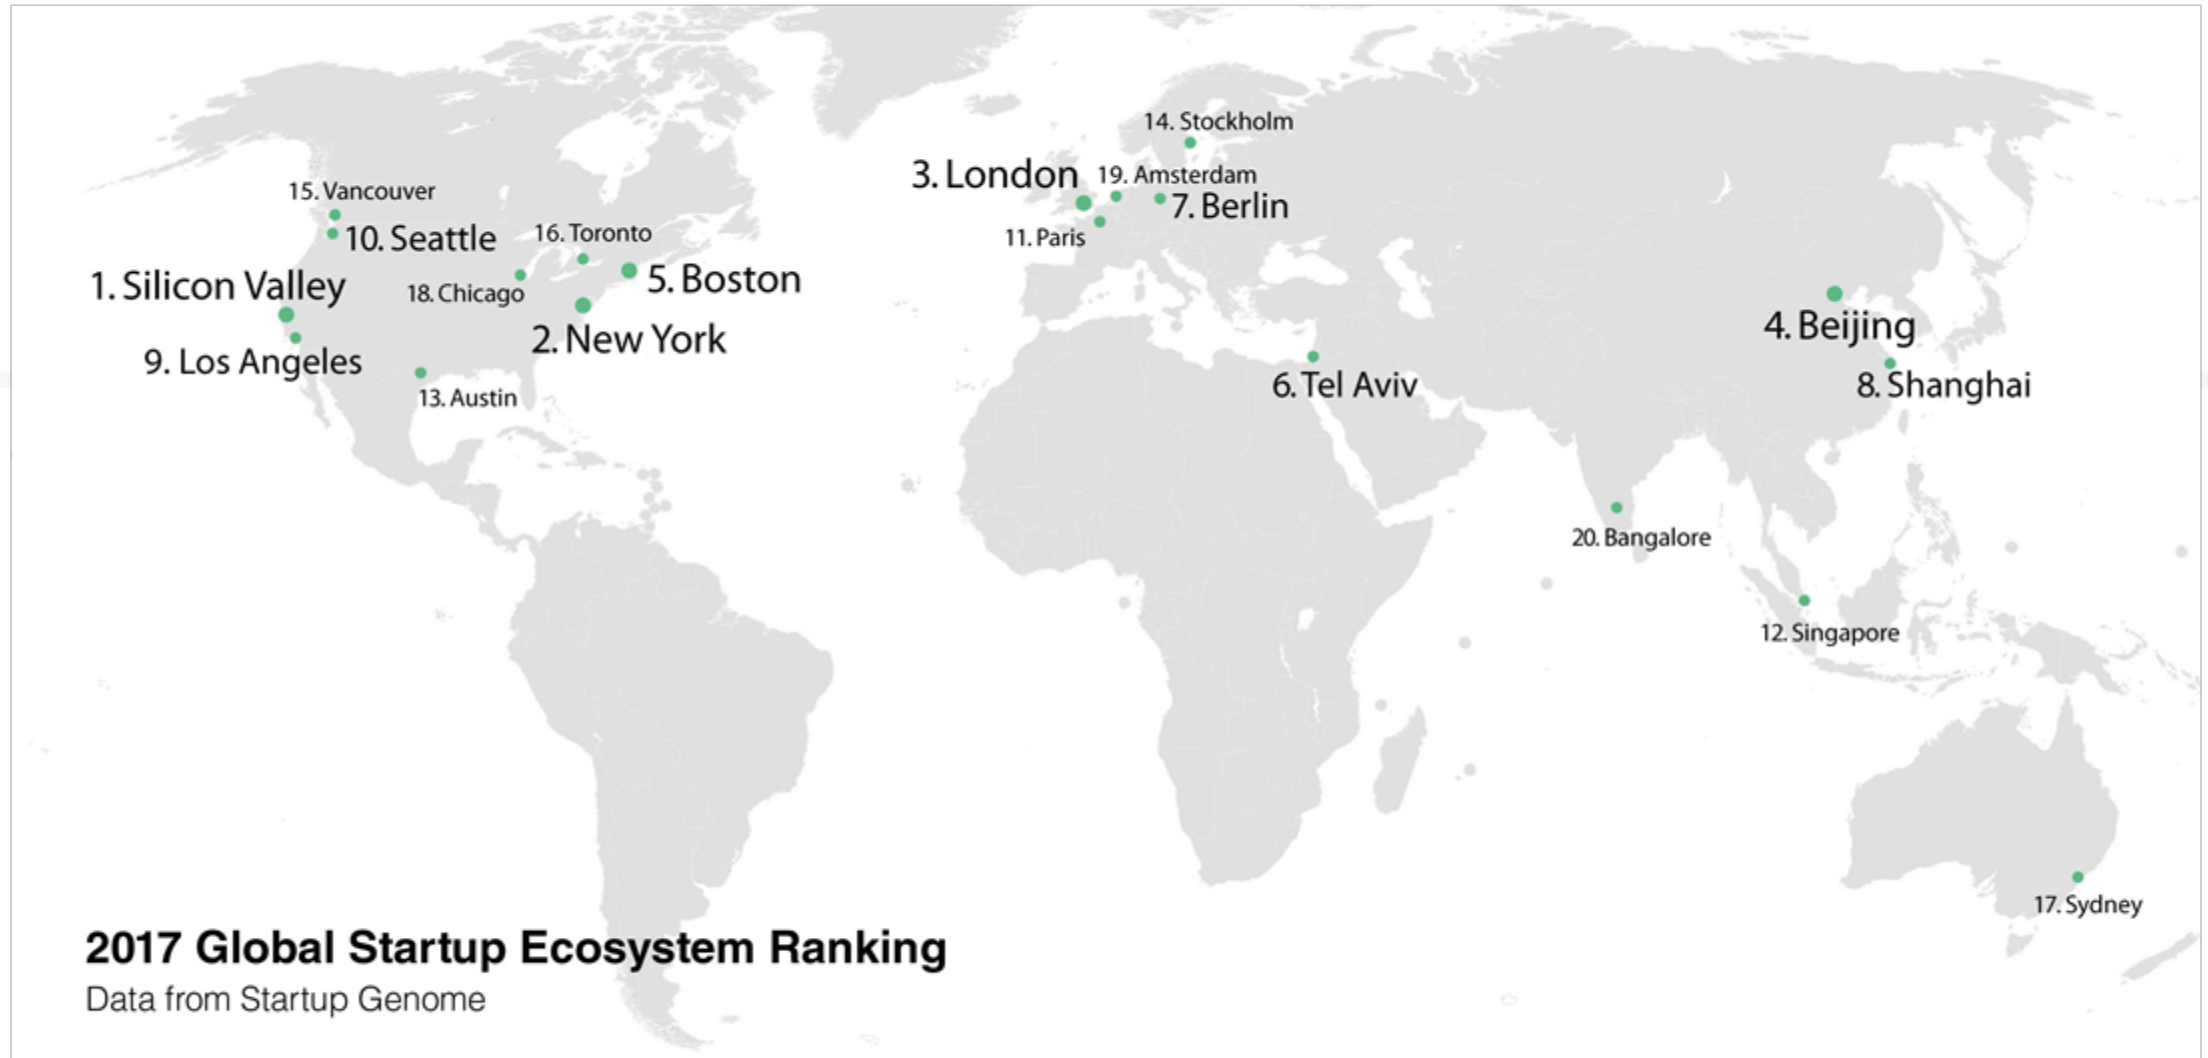 14. Stockholm
3. London
19. Amsterdam
15. Vancouver
7. Berlin
10. Seattle
16. Toronto
11. Paris
1. Silicon Valley
18. Chicago
5. Boston
2. New York
4. Beijing
9. Los Angeles
13. Austin
6. Tel Aviv
8. Shanghai
20. Bangalore
12. Singapore
17. Sydney
2017 Global Startup Ecosystem Ranking
Data from Startup Genome